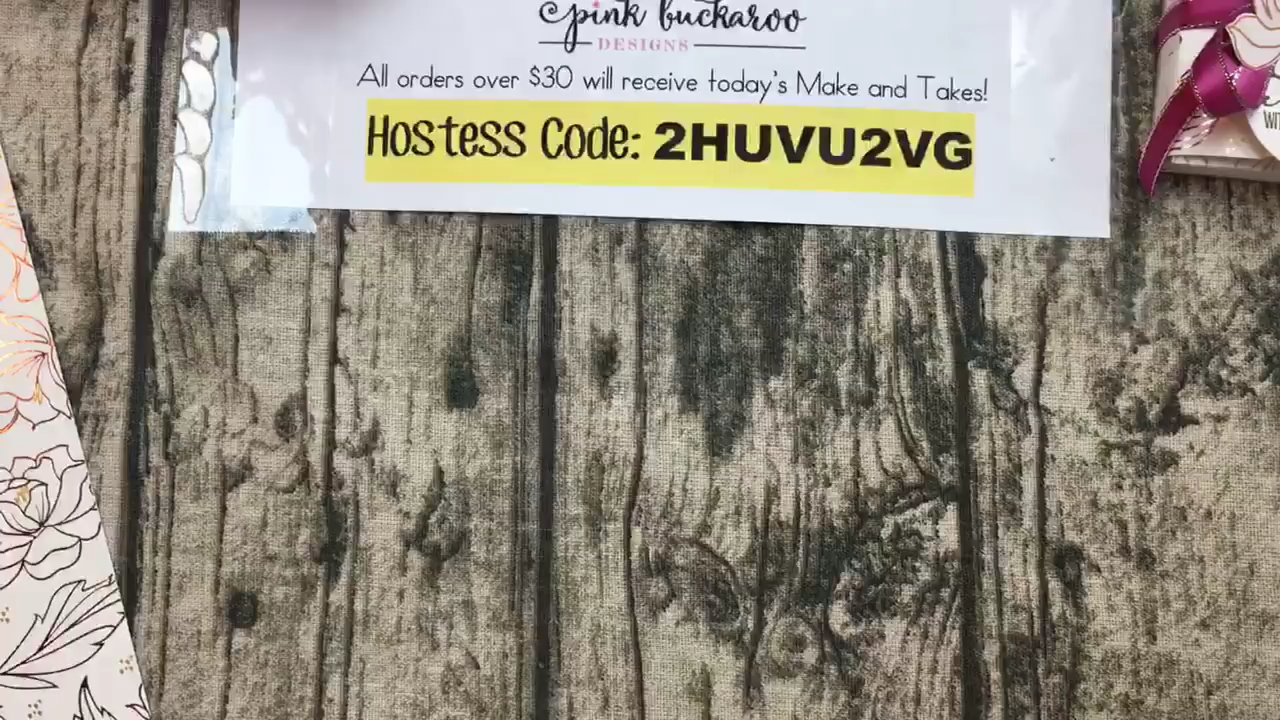 pink buckaroo
DESIGNS
All orders over $30 will receive today's Make and Takes!
Hostess Code: 2HUVU2VG